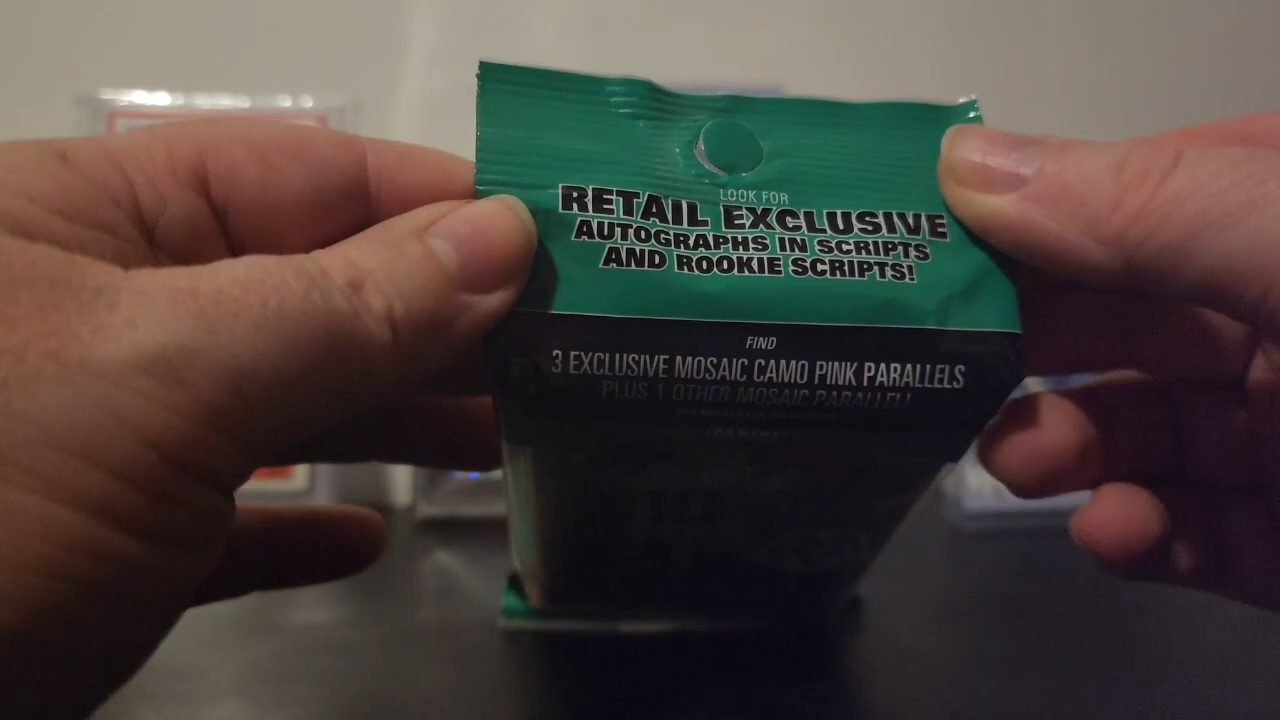 LOOK FOR
RETAIL EXCLUSIVE
AUTOGRAPHS IN SCRIPTS
AND ROOKIE SCRIPTS!
FIND
3 EXCLUSIVE MOSAIC CAMO PINK PARALLELS
PLUS 1 OTHER MOSAIC PARALLEL!
PANINI